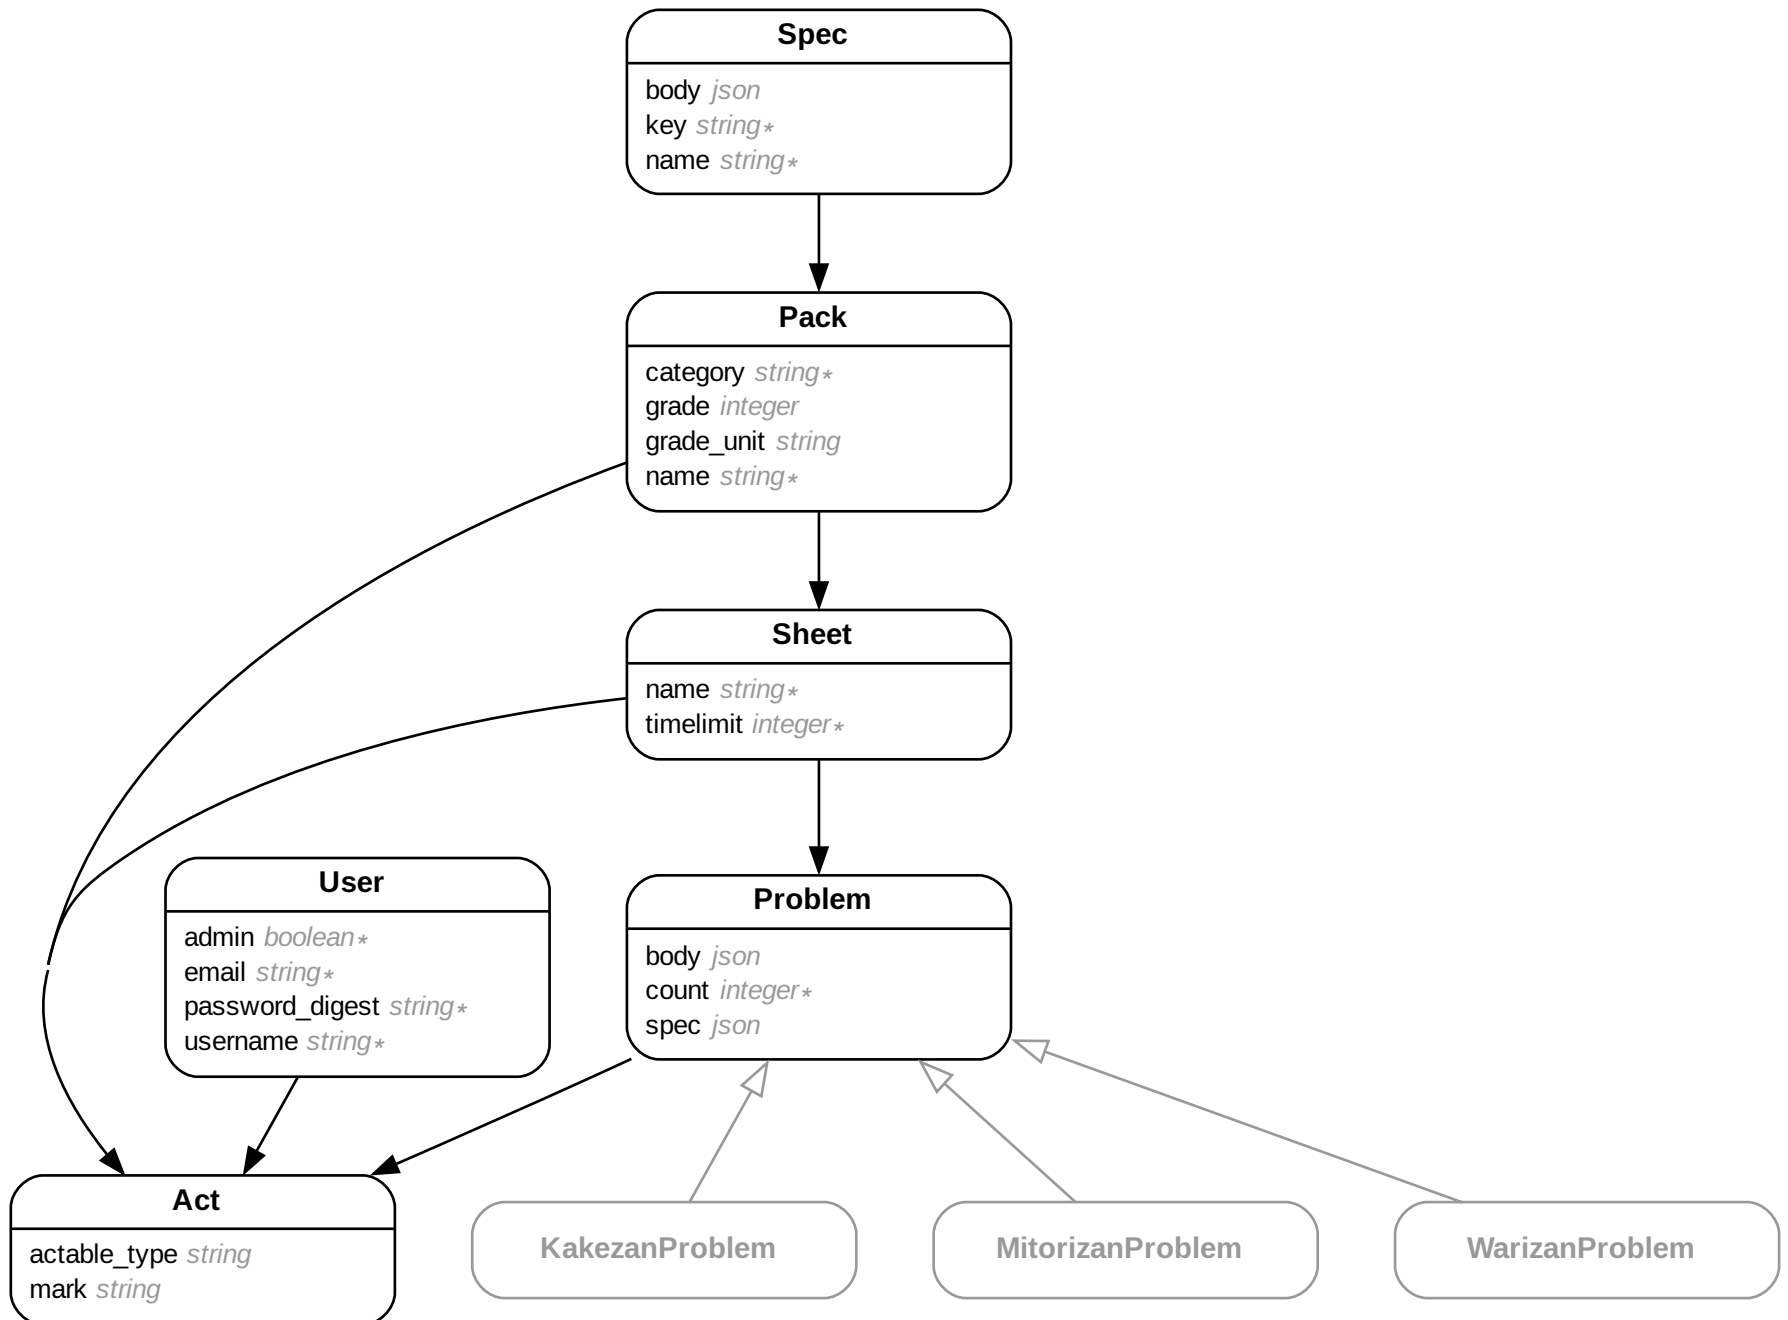 Spec
body json
key string*
name string*
Pack
category string*
grade integer
grade_unit string
name string*
Sheet
name string*
timelimit integer*
User
admin boolean*
email string*
password_digest string*
username string*
Problem
body json
count integer*
spec json
Act
actable_type string
mark string
KakezanProblem
MitorizanProblem
WarizanProblem